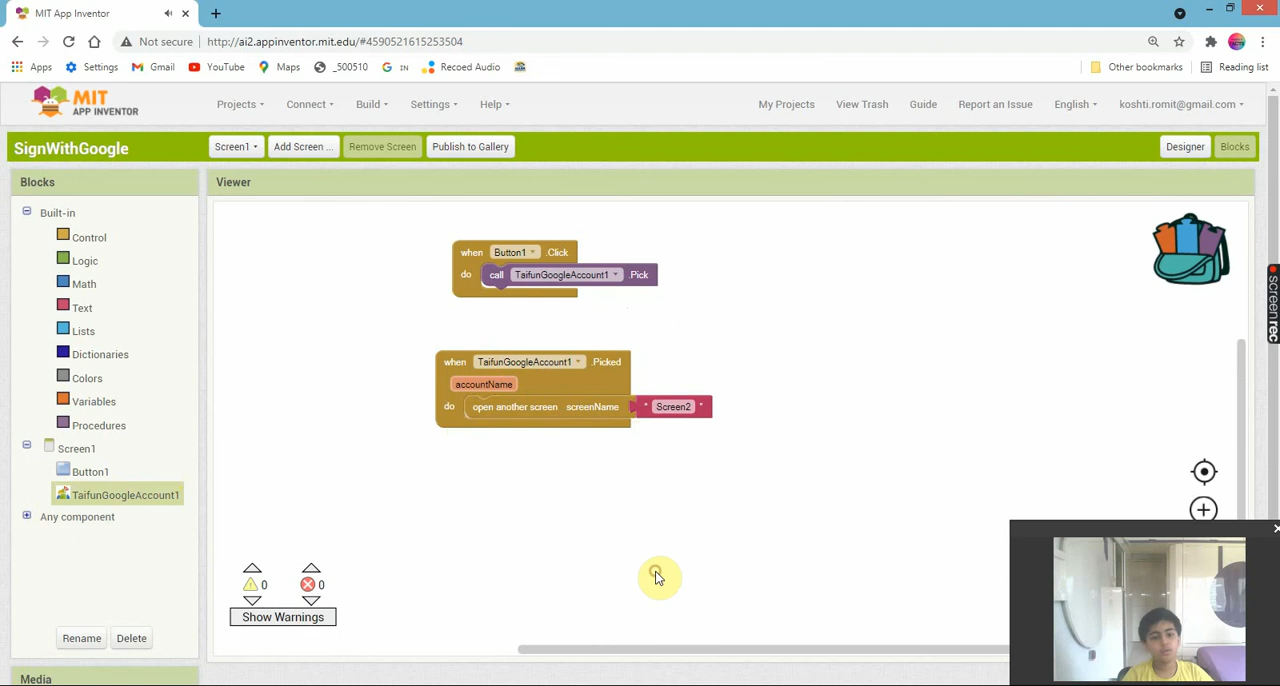 MIT App Inventor
Not secure
http://ai2.appinventor.mit.edu/#4590521615253504
Apps Settings Gmail YouTube Maps _500510 IN Recoed Audio Other bookmarks Reading list
MIT
APP INVENTOR
Projects Connect Build Settings Help My Projects View Trash Guide Report an Issue English koshti.romit@gmail.com
SignWithGoogle Screen1 Add Screen ... Remove Screen Publish to Gallery Designer Blocks
Blocks
Viewer
Built-in
Control
Logic
Math
Text
Lists
Dictionaries
Colors
Variables
Procedures
Screen1
Button1
TaifunGoogleAccount1
Any component
Rename Delete
Media
when Button1 .Click
do call TaifunGoogleAccount1 .Pick
when TaifunGoogleAccount1 .Picked
accountName
do open another screen screenName " Screen2 "
0 0
Show Warnings
screenrec